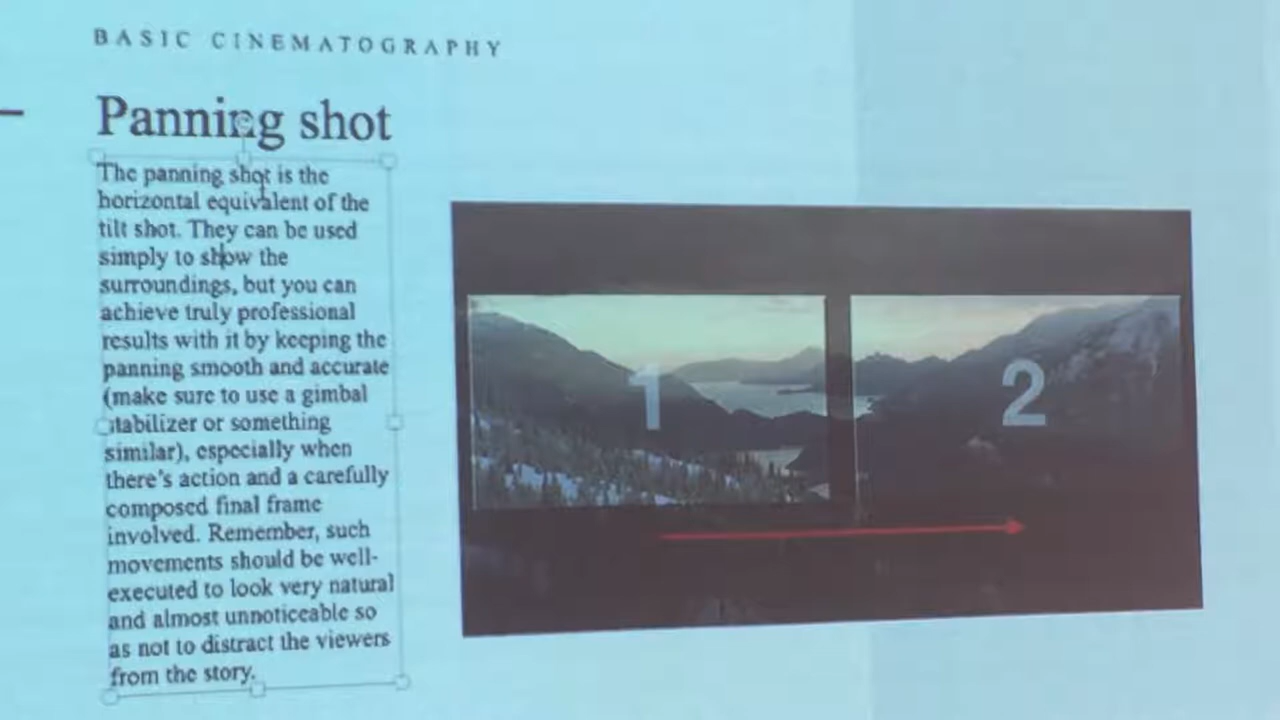 BASIC CINEMATOGRAPHY
Panning shot
The panning shot is the
horizontal equivalent of the
tilt shot. They can be used
simply to show the
surroundings, but you can
achieve truly professional
results with it by keeping the
panning smooth and accurate
(make sure to use a gimbal
stabilizer or something
similar), especially when
there's action and a carefully
composed final frame
involved. Remember, such
movements should be well-
executed to look very natural
and almost unnoticeable so
as not to distract the viewers
from the story.
1
2